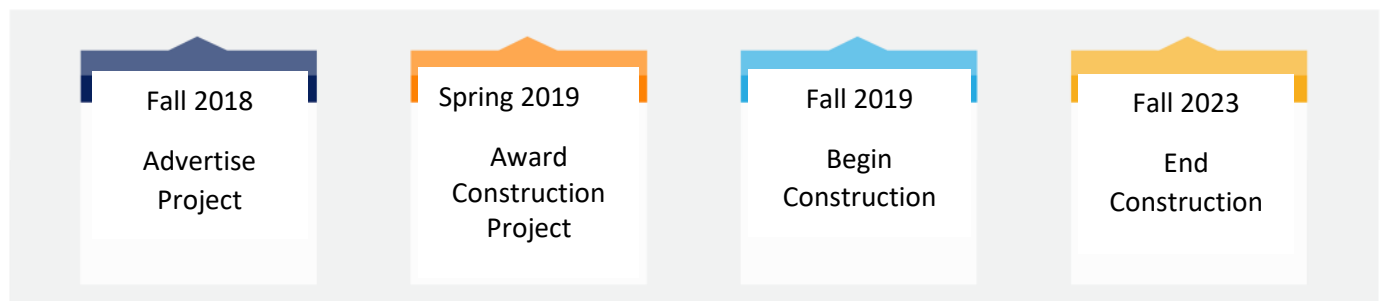 Fall 2018
Advertise
Project
Spring 2019
Award
Construction
Project
Fall 2019
Begin
Construction
Fall 2023
End
Construction